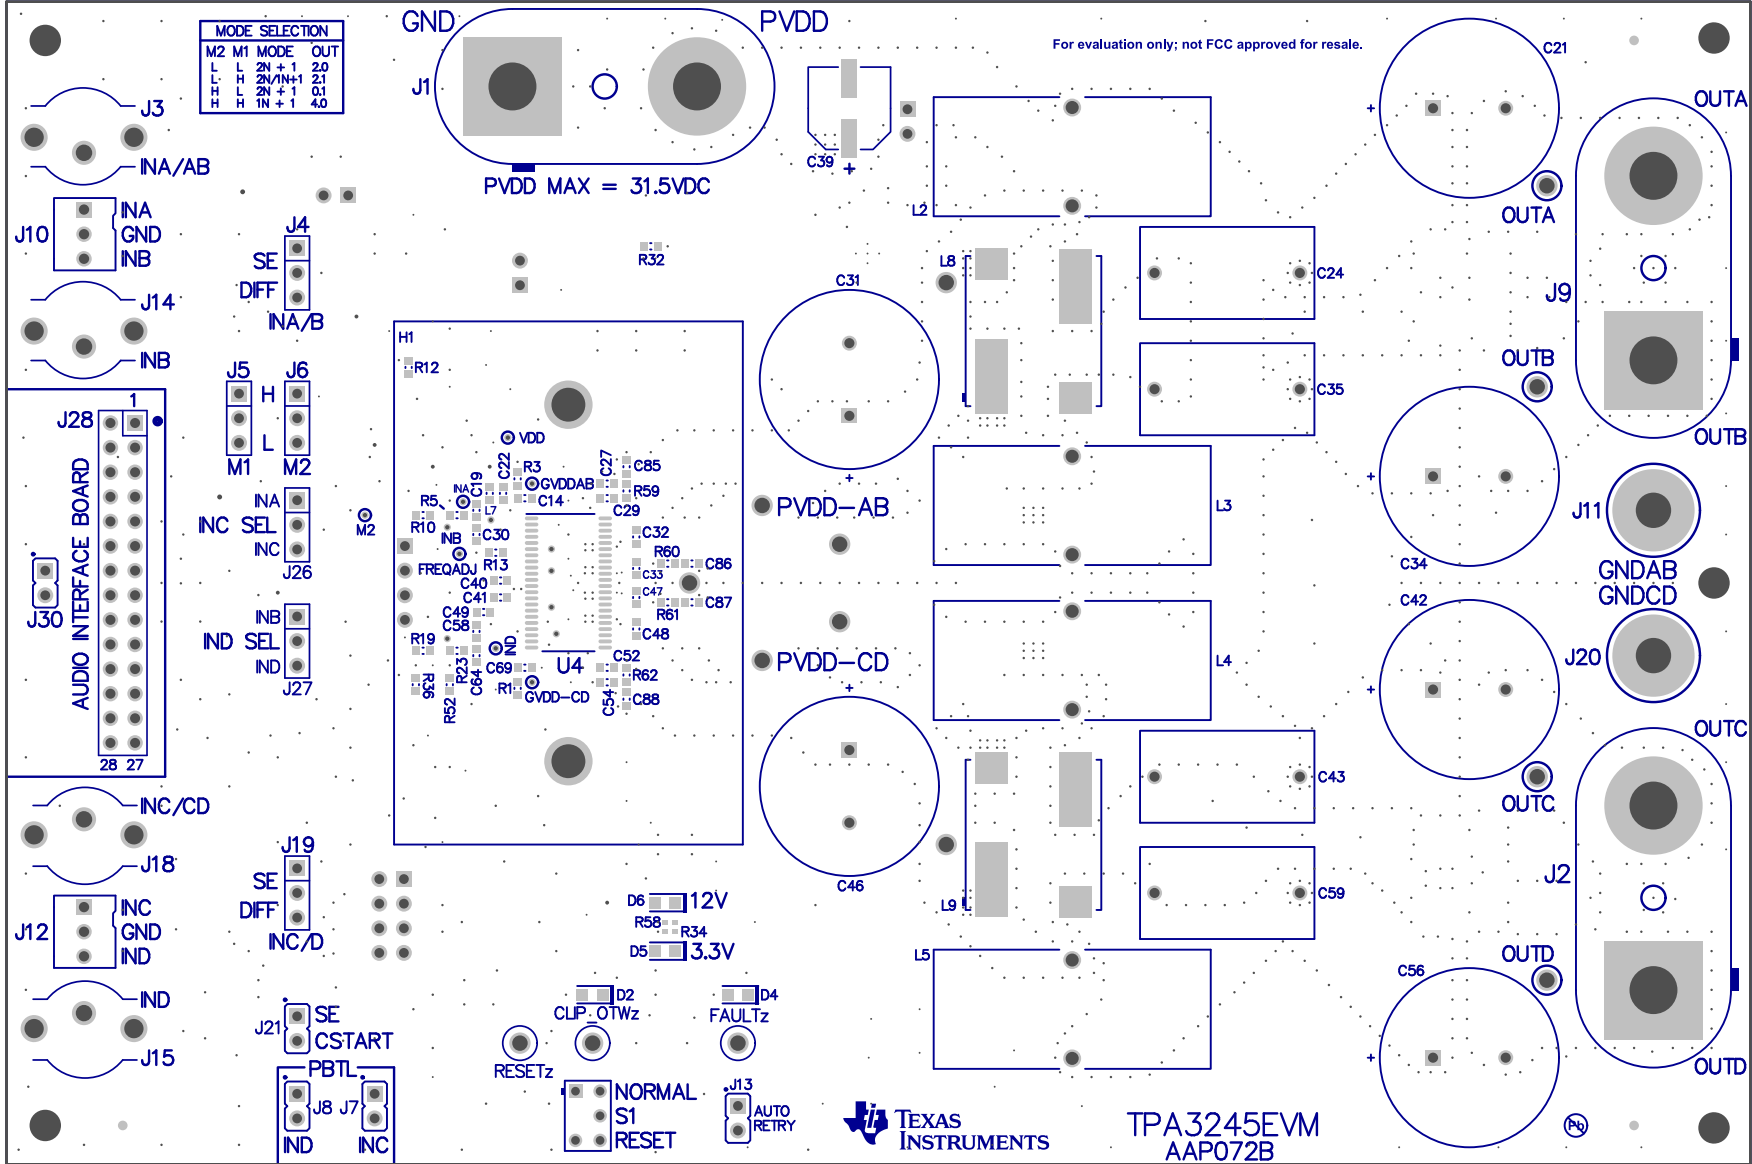 GND
PVDD
MODE SELECTION
M2 M1 MODE OUT
L L 2N + 1 2.0
L H 2N/1N+1 2.1
H L 2N + 1 0.1
H H 1N + 1 4.0
For evaluation only; not FCC approved for resale.
C21
J1
J3
OUTA
INA/AB
C39
+
+
PVDD MAX = 31.5VDC
INA
J10
GND
INB
L2
OUTA
J4
SE
DIFF
INA/B
R32
L8
C24
C31
J9
J14
INB
H1
R12
OUTB
J5
H
J6
C35
1
J28
L
M1
M2
VDD
OUTB
+
+
C22
R3
C27
C85
INA
GVDDAB
C19
R59
R5
L7
C14
C29
INA
INC SEL
INC
J26
M2
R10
INB
C30
C32
PVDD-AB
L3
J11
AUDIO INTERFACE BOARD
R13
FREQADJ
R60
C86
C33
C34
GNDAB
GNDCD
C40
C41
C47
C87
R61
C42
J30
INB
IND SEL
IND
J27
C49
C58
C48
R19
IND
R23
C64
C69
U4
C52
R62
PVDD-CD
L4
J20
R36
R52
R1
GVDD-CD
C54
C88
+
+
OUTC
28 27
C43
OUTC
INC/CD
J18
J19
SE
DIFF
INC/D
C46
J2
INC
J12
GND
IND
D6
12V
R58
R34
D5
3.3V
L9
C59
L5
OUTD
C56
IND
J15
J21
SE
CSTART
D2
CLIP_OTWz
D4
FAULTz
RESETz
+
OUTD
PBTL
J8
J7
IND
INC
NORMAL
S1
RESET
J13
AUTO
RETRY
TEXAS
INSTRUMENTS
TPA3245EVM
AAP072B
Pb